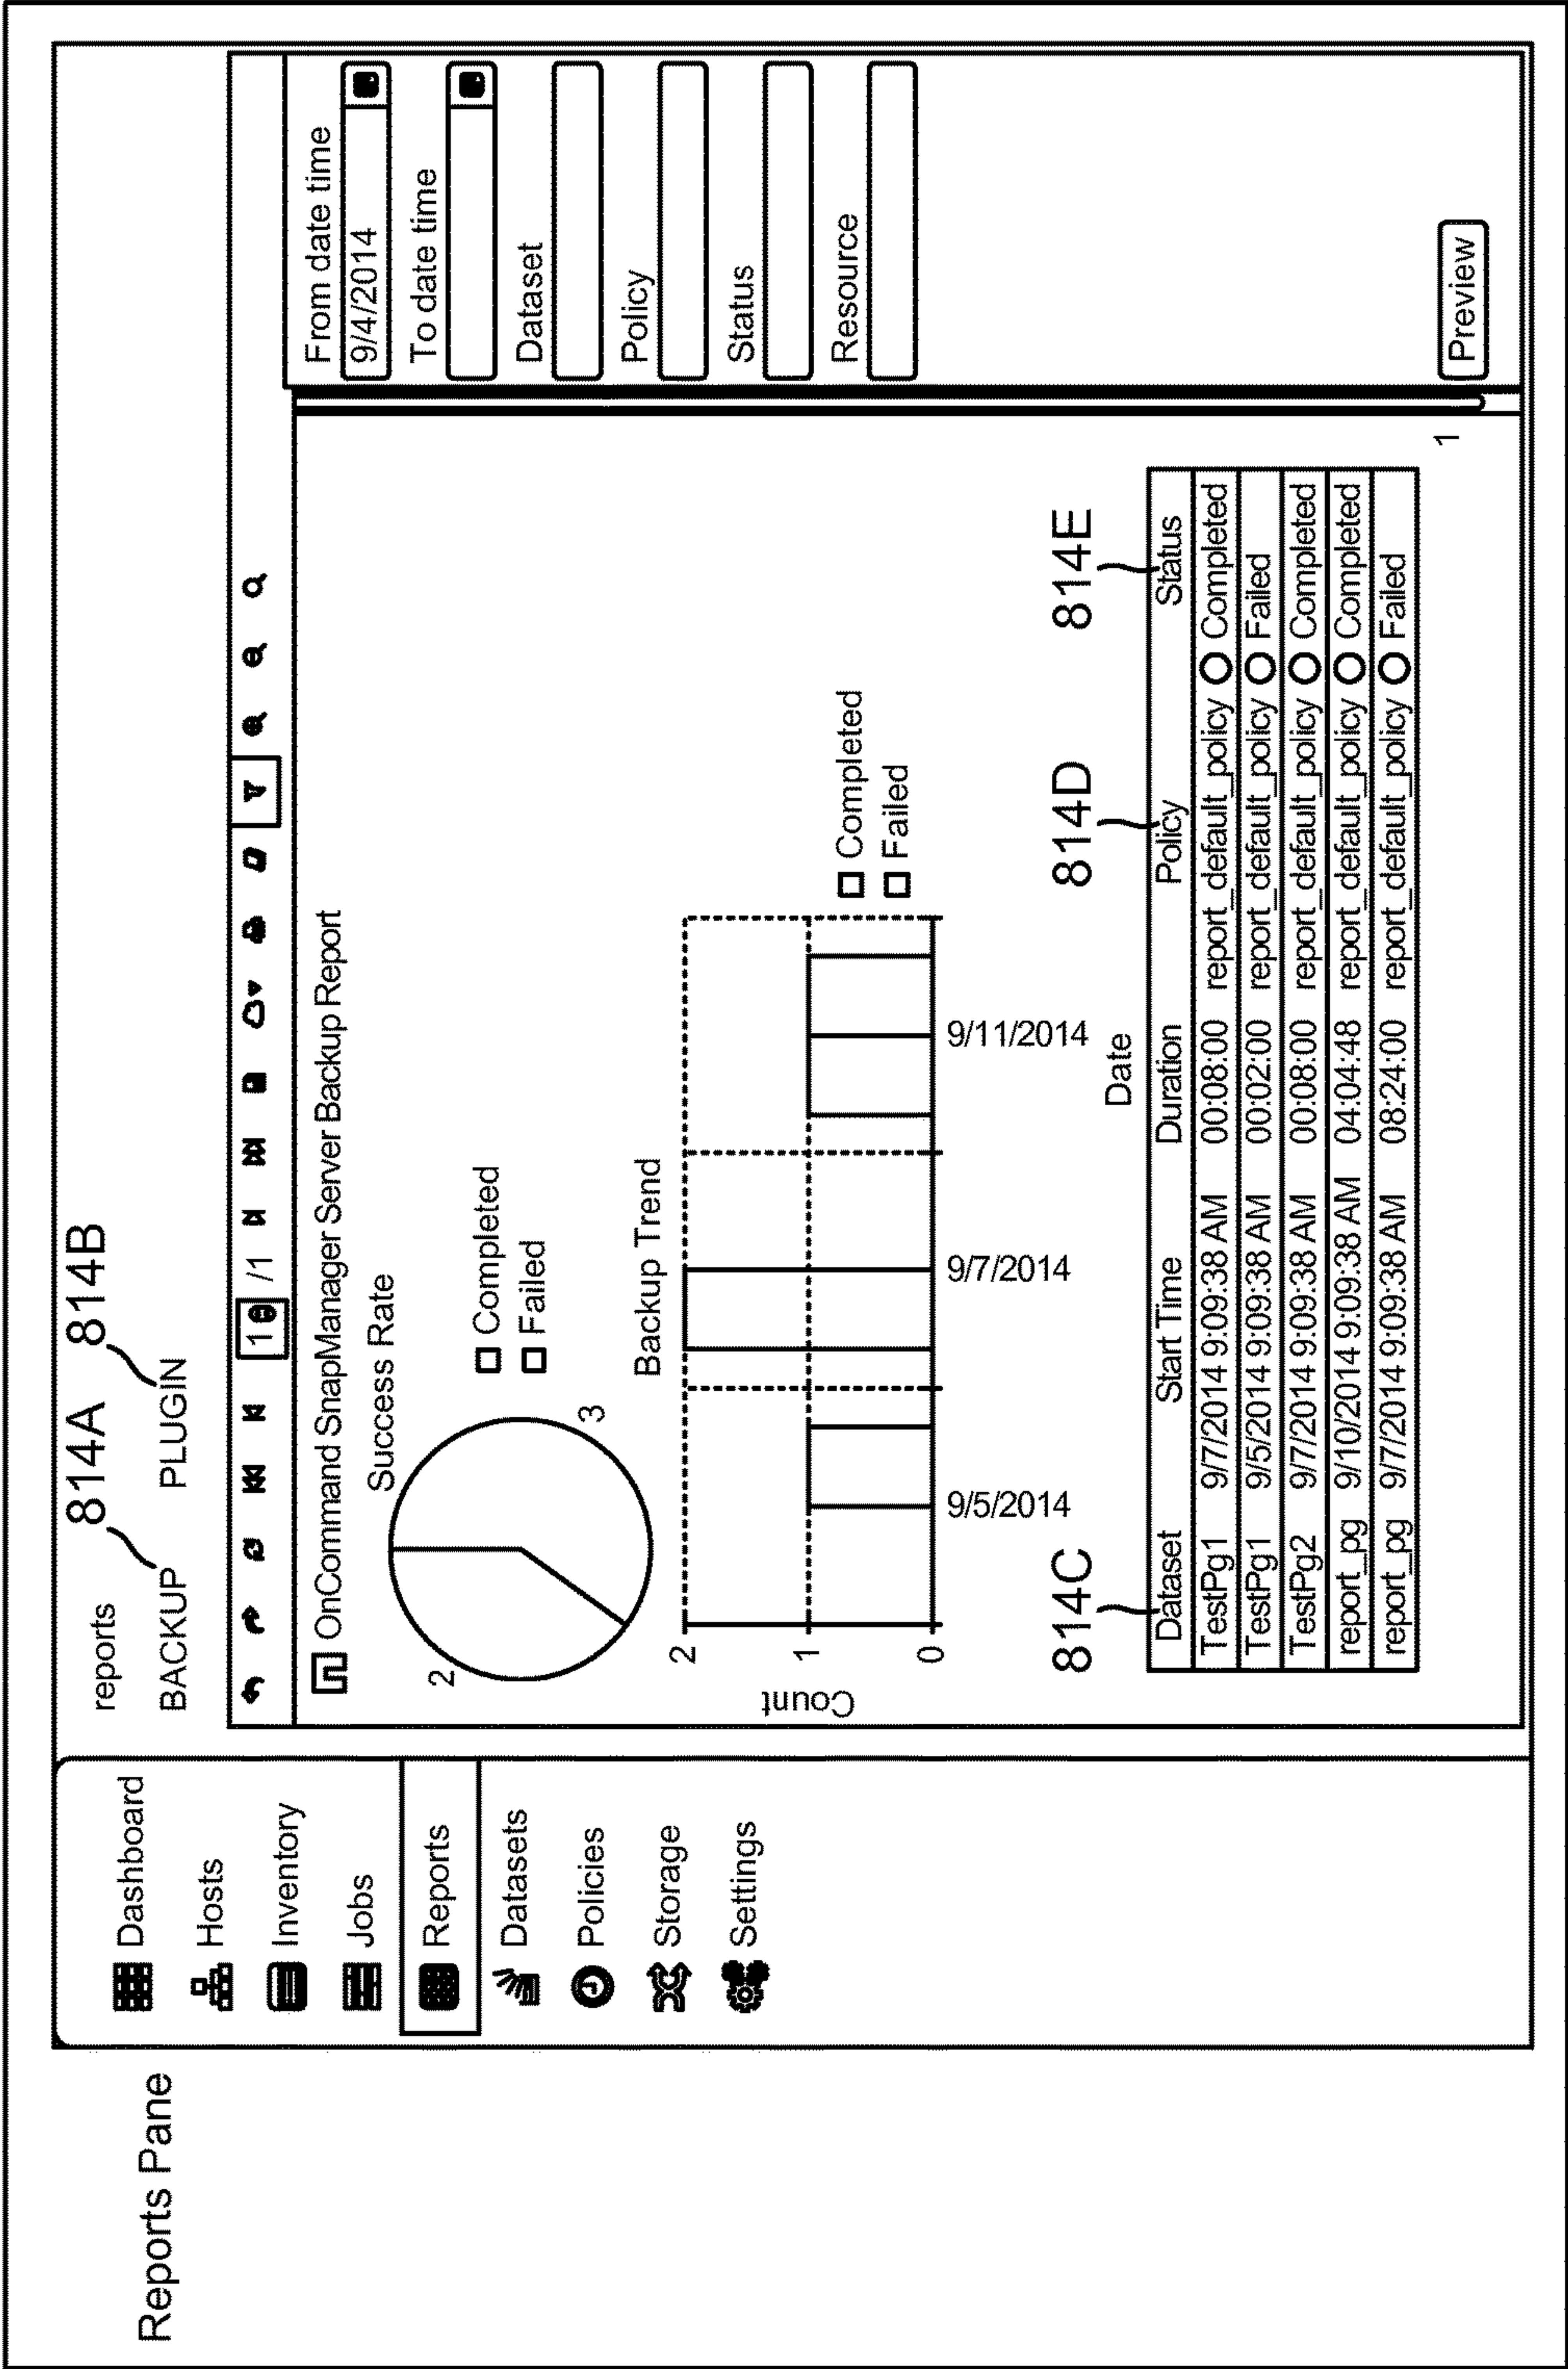 Reports Pane
Dashboard
Hosts
Inventory
Jobs
Reports
Datasets
Policies
Storage
Settings
reports
814A
814B
BACKUP
PLUGIN
1
/1
OnCommand SnapManager Server Backup Report
Success Rate
2
3
Completed
Failed
Backup Trend
Count
2
1
0
9/5/2014
9/7/2014
9/11/2014
Date
Completed
Failed
814C
814D
814E
Dataset Start Time Duration Policy Status
TestPg1 9/7/2014 9:09:38 AM 00:08:00 report_default_policy Completed
TestPg1 9/5/2014 9:09:38 AM 00:02:00 report_default_policy Failed
TestPg2 9/7/2014 9:09:38 AM 00:08:00 report_default_policy Completed
report_pg 9/10/2014 9:09:38 AM 04:04:48 report_default_policy Completed
report_pg 9/7/2014 9:09:38 AM 08:24:00 report_default_policy Failed
1
From date time
9/4/2014
To date time
Dataset
Policy
Status
Resource
Preview